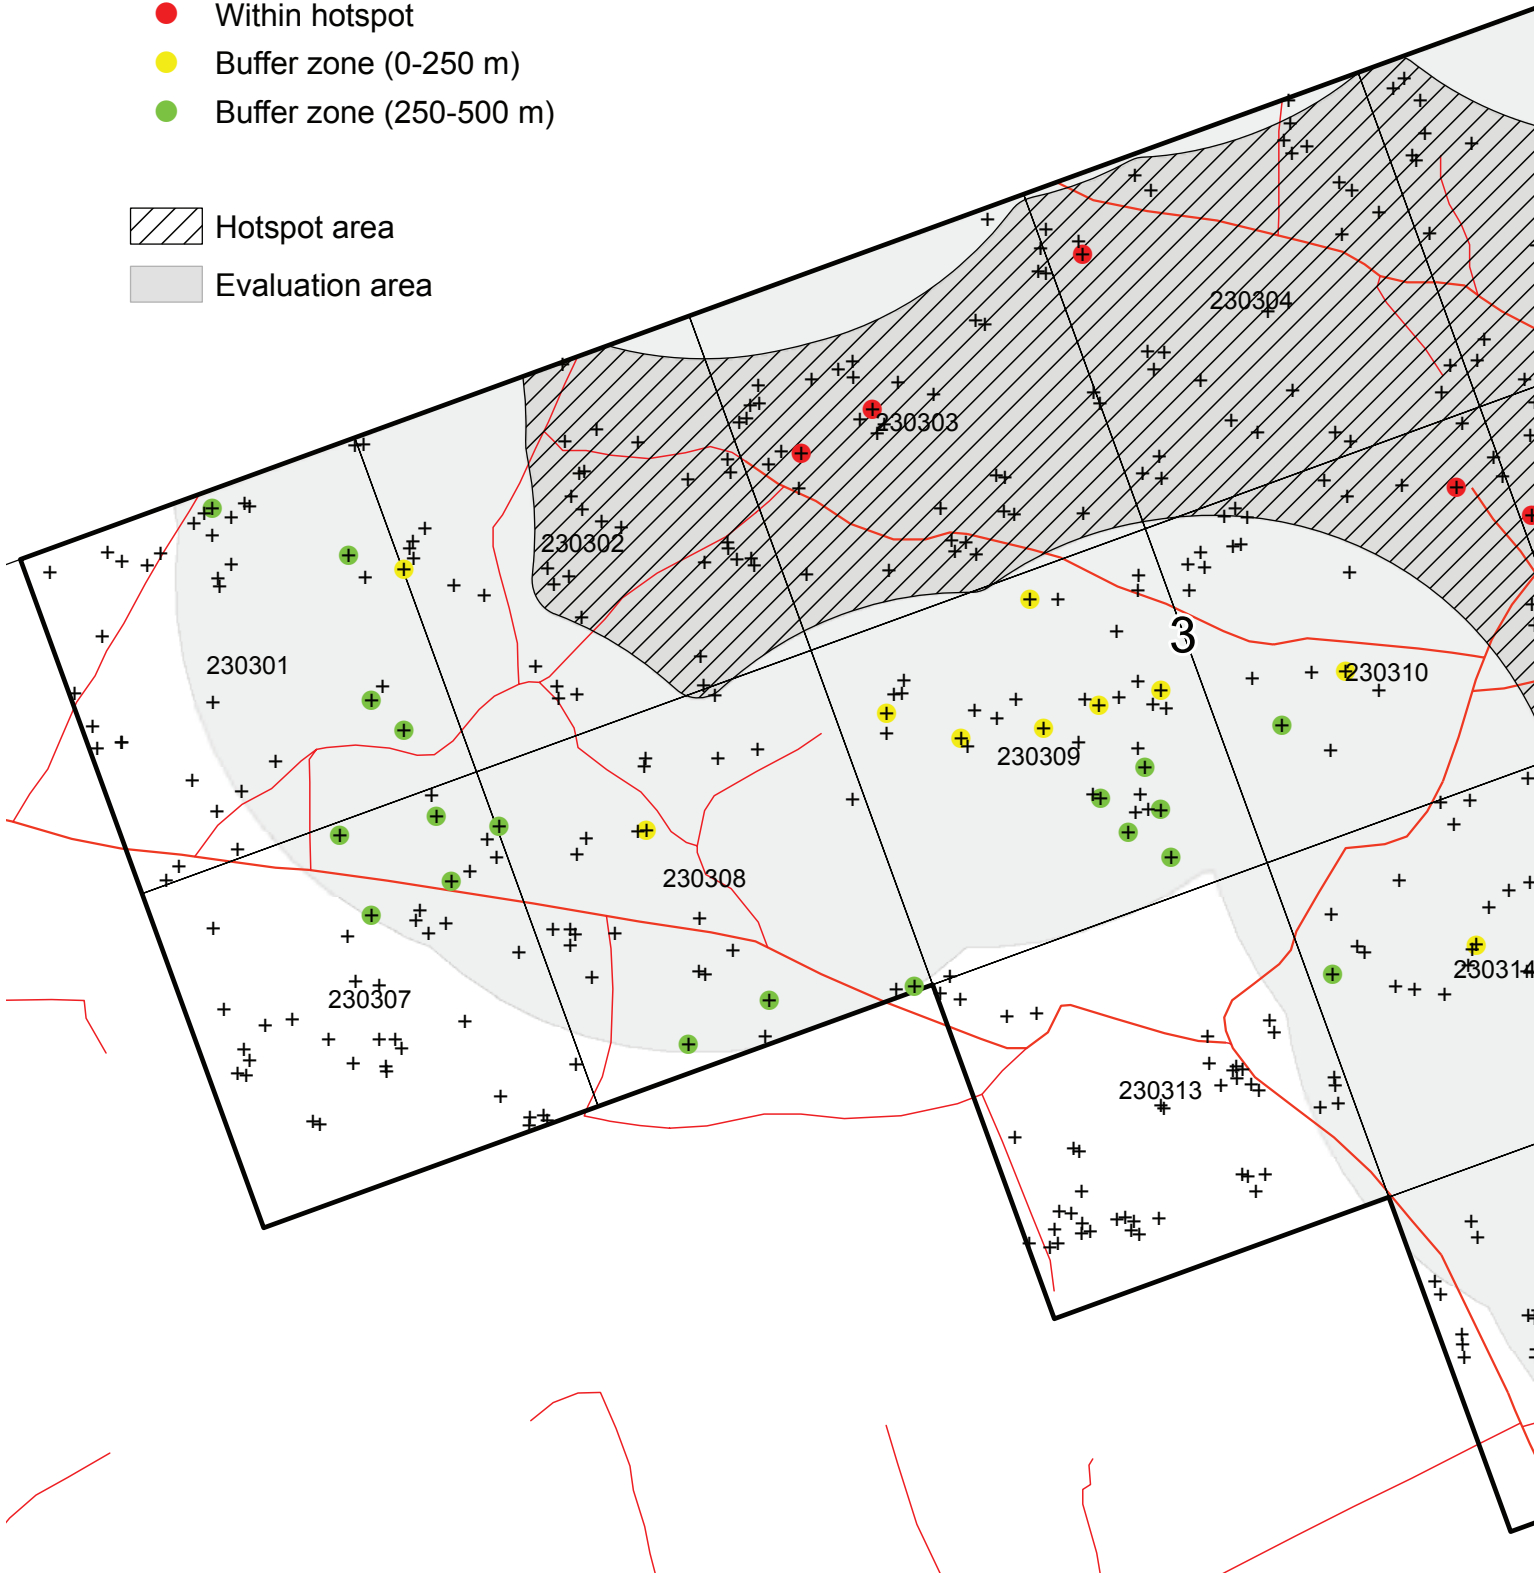 Within hotspot
Buffer zone (0-250 m)
Buffer zone (250-500 m)
Hotspot area
Evaluation area
230304
230303
230302
3
230301
230310
230309
230308
230314
230307
230313